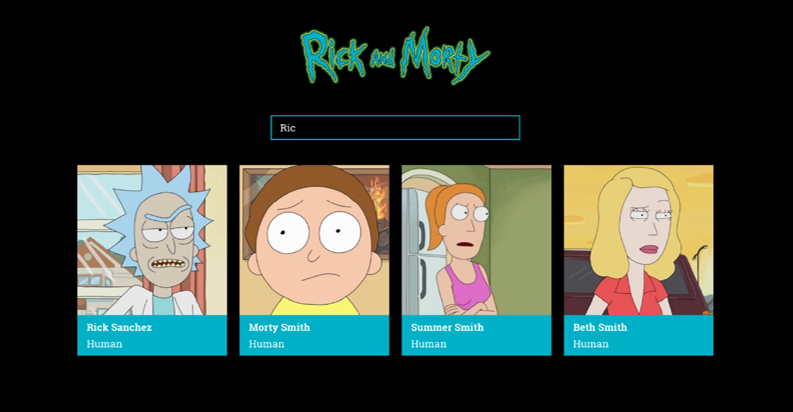 Rick and Morty
Ric
Rick Sanchez
Human
Morty Smith
Human
Summer Smith
Human
Beth Smith
Human